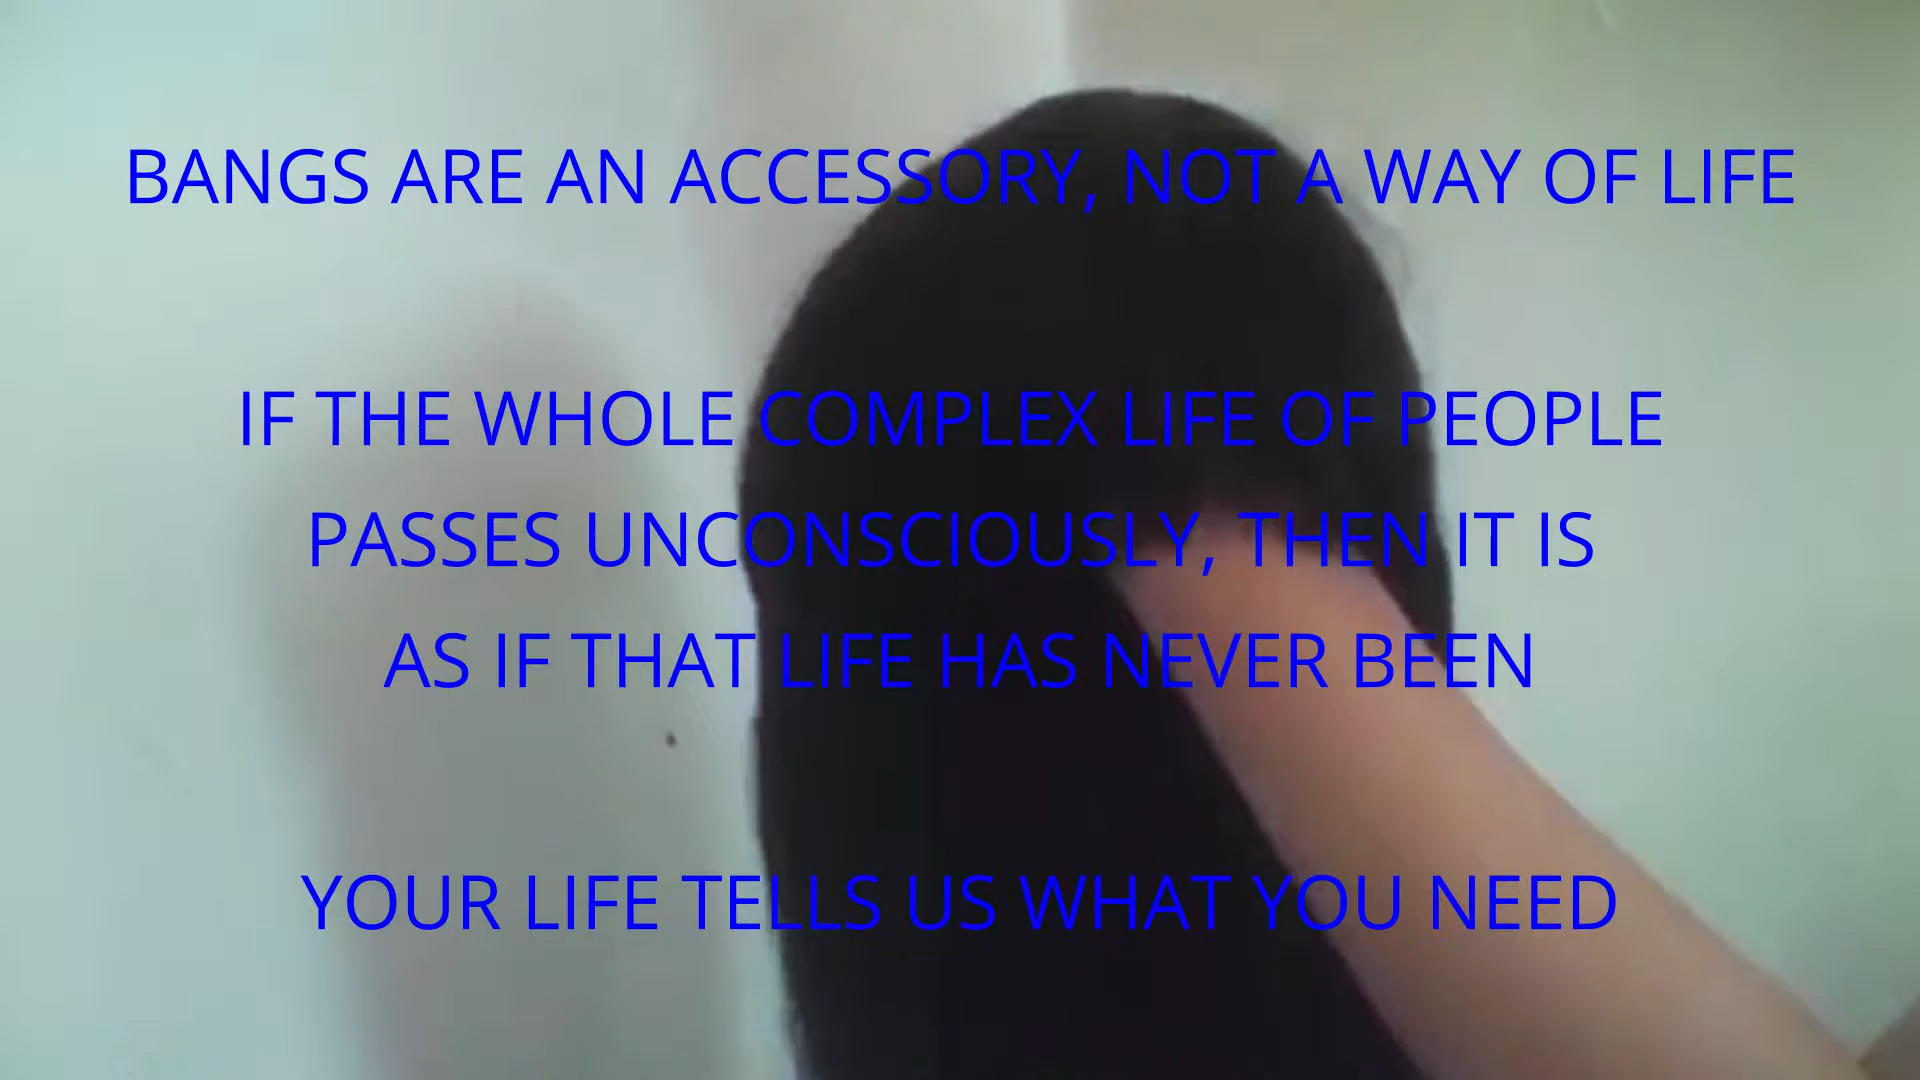 BANGS ARE AN ACCESSORY, NOT A WAY OF LIFE
IF THE WHOLE COMPLEX LIFE OF PEOPLE
PASSES UNCONSCIOUSLY, THEN IT IS
AS IF THAT LIFE HAS NEVER BEEN
YOUR LIFE TELLS US WHAT YOU NEED